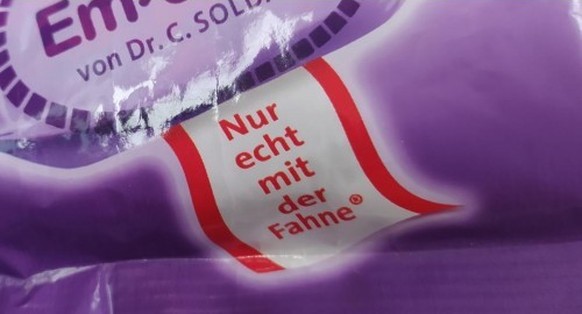 von Dr. C. SOLD
Nur
echt
mit
der
Fahne®